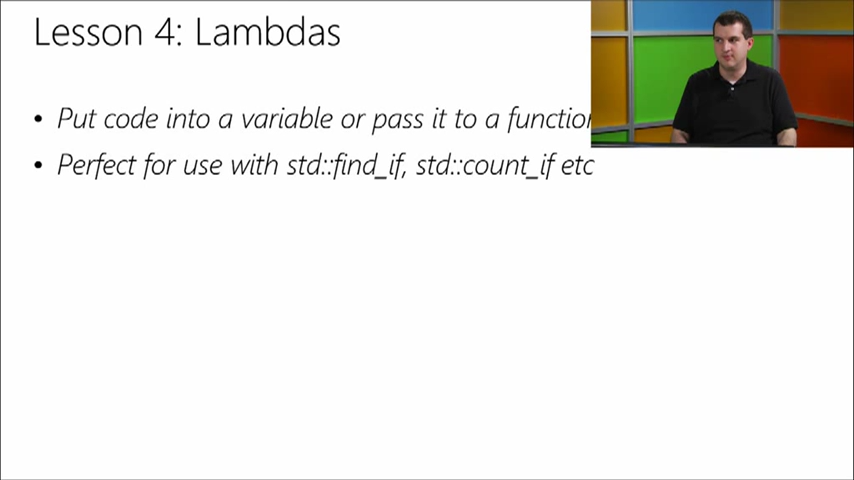 Lesson 4: Lambdas
• Put code into a variable or pass it to a function
• Perfect for use with std::find_if, std::count_if etc